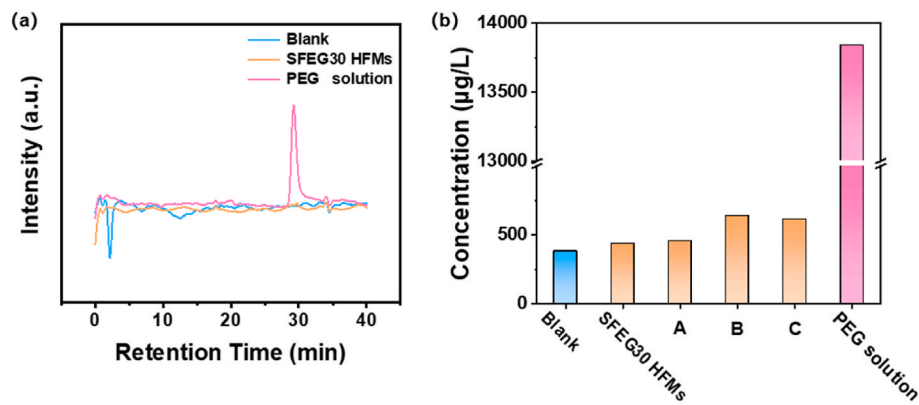 (a)
Blank
SFEG30 HFMs
PEG solution
Intensity (a.u.)
0 10 20 30 40
Retention Time (min)
(b)
14000
13500
13000
500
0
Concentration (µg/L)
Blank
SFEG30 HFMs
A
B
C
PEG solution